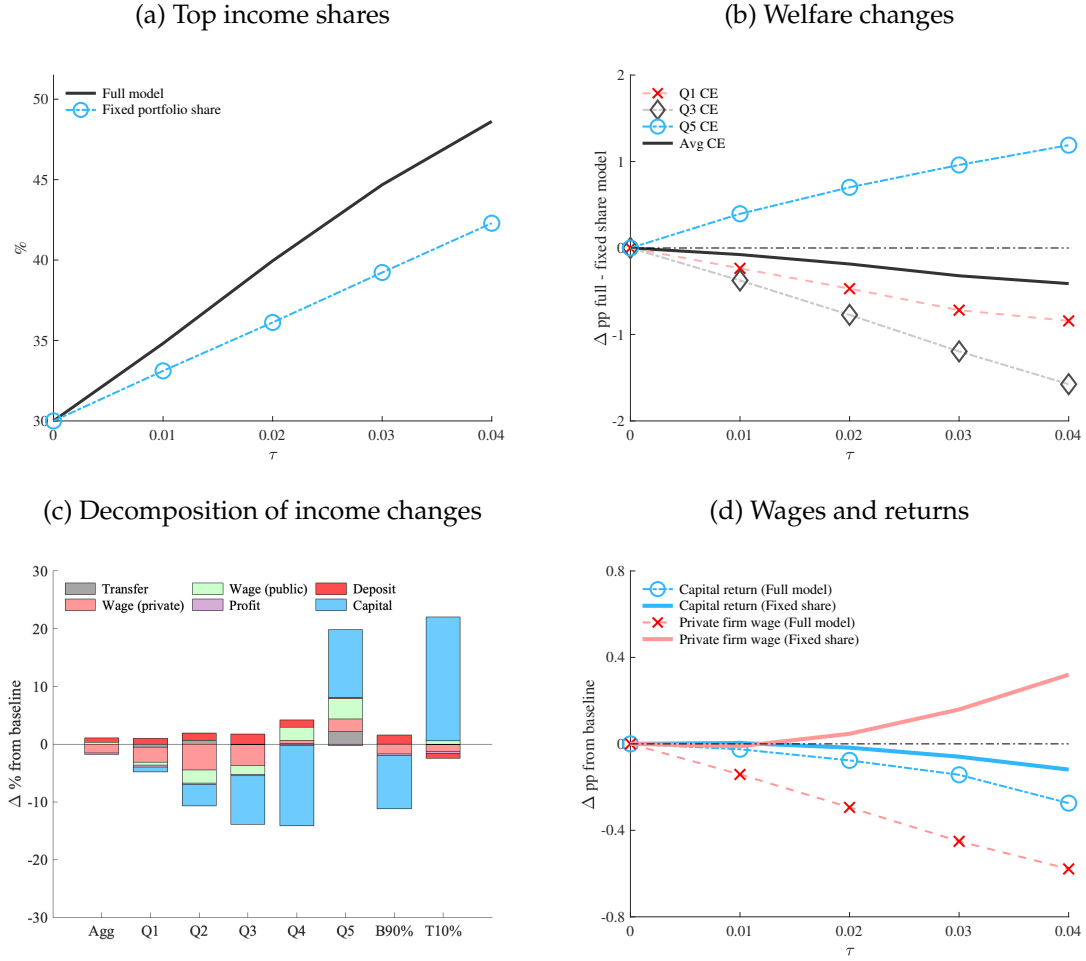 (a) Top income shares
Full model
Fixed portfolio share
50
45
40
35
30
%
0
0.01
0.02
0.03
0.04
τ
(b) Welfare changes
Q1 CE
Q3 CE
Q5 CE
Avg CE
2
1
0
-1
-2
Δ pp full - fixed share model
0
0.01
0.02
0.03
0.04
τ
(c) Decomposition of income changes
Transfer
Wage (private)
Wage (public)
Profit
Deposit
Capital
30
20
10
0
-10
-20
-30
Δ % from baseline
Agg
Q1
Q2
Q3
Q4
Q5
B90%
T10%
(d) Wages and returns
Capital return (Full model)
Capital return (Fixed share)
Private firm wage (Full model)
Private firm wage (Fixed share)
0.8
0.4
0
-0.4
-0.8
Δ pp from baseline
0
0.01
0.02
0.03
0.04
τ